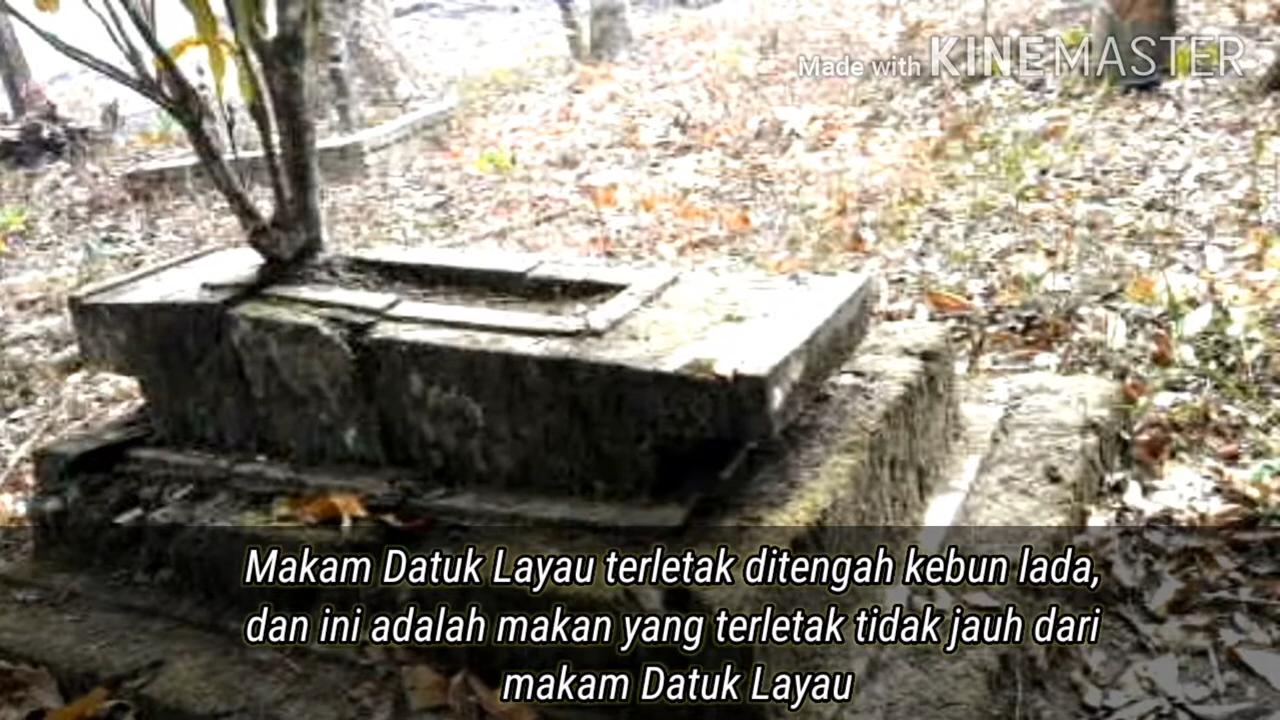 Made with KINEMASTER
Makam Datuk Layau terletak ditengah kebun lada,
dan ini adalah makan yang terletak tidak jauh dari
makam Datuk Layau